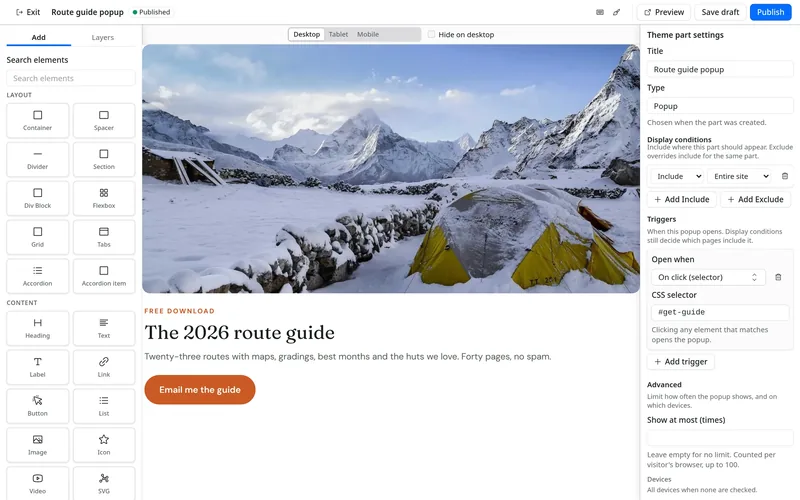 Exit
Route guide popup
Published
Preview
Save draft
Publish
Add
Layers
Search elements
Search elements
LAYOUT
Container
Spacer
Divider
Section
Div Block
Flexbox
Grid
Tabs
Accordion
Accordion item
CONTENT
Heading
Text
Label
Link
Button
List
Image
Icon
Video
SVG
Desktop
Tablet
Mobile
Hide on desktop
FREE DOWNLOAD
The 2026 route guide
Twenty-three routes with maps, gradings, best months and the huts we love. Forty pages, no spam.
Email me the guide
Theme part settings
Title
Route guide popup
Type
Popup
Chosen when the part was created.
Display conditions
Include where this part should appear. Exclude
overrides include for the same part.
Include
Entire site
Add Include
Add Exclude
Triggers
When this popup opens. Display conditions
still decide which pages include it.
Open when
On click (selector)
CSS selector
#get-guide
Clicking any element that matches
opens the popup.
Add trigger
Advanced
Limit how often the popup shows, and on
which devices.
Show at most (times)
Leave empty for no limit. Counted per
visitor's browser, up to 100.
Devices
All devices when none are checked.